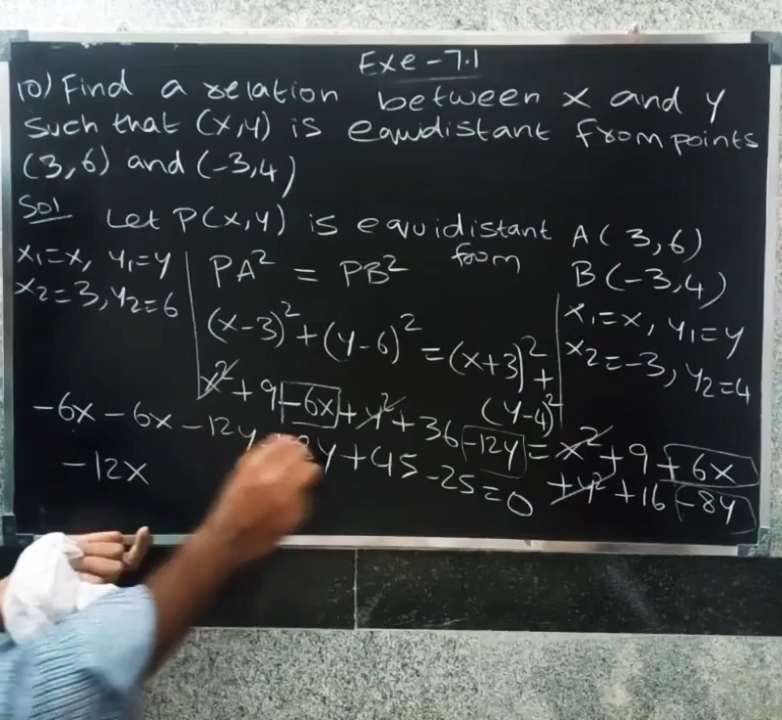 Exe-7.1
10) Find a relation between x and y
such that (x,y) is equidistant from points
(3,6) and (-3,4)
Sol Let P(x,y) is equidistant from A(3,6)
B(-3,4)
x₁=x, y₁=y
x₂=3, y₂=6
PA² = PB²
(x-3)²+(y-6)²=(x+3)²+
(y-4)²
x₁=x, y₁=y
x₂=-3, y₂=4
x²+9-6x+y²+36-12y=x²+9+6x
+y²+16-8y
-6x-6x-12y 8y+45-25=0
-12x